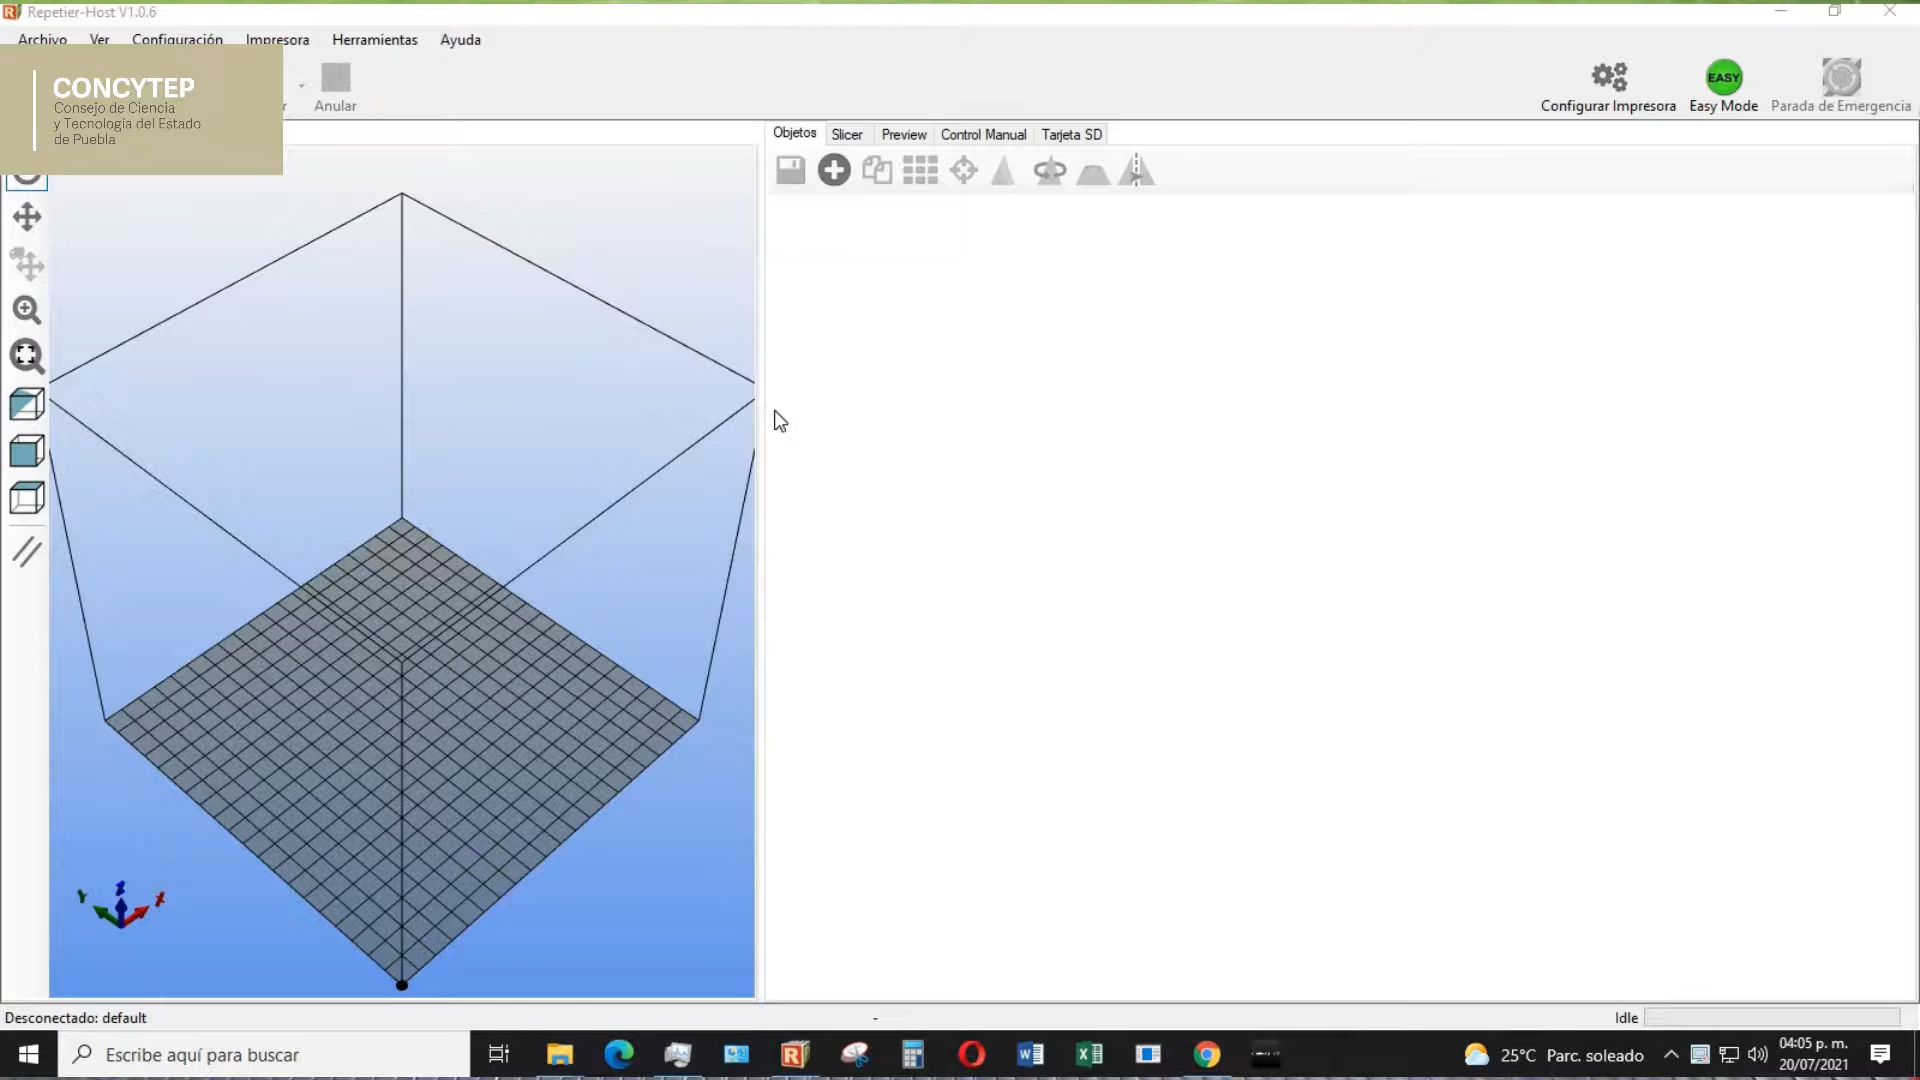 Repetier-Host V1.0.6
Archivo Ver Configuración Impresora Herramientas Ayuda
CONCYTEP
Consejo de Ciencia
y Tecnología del Estado
de Puebla
Anular
Configurar Impresora
EASY
Easy Mode
Parada de Emergencia
Objetos Slicer Preview Control Manual Tarjeta SD
Y Z X
Desconectado: default
-
Idle
Escribe aquí para buscar
25°C Parc. soleado
04:05 p. m.
20/07/2021